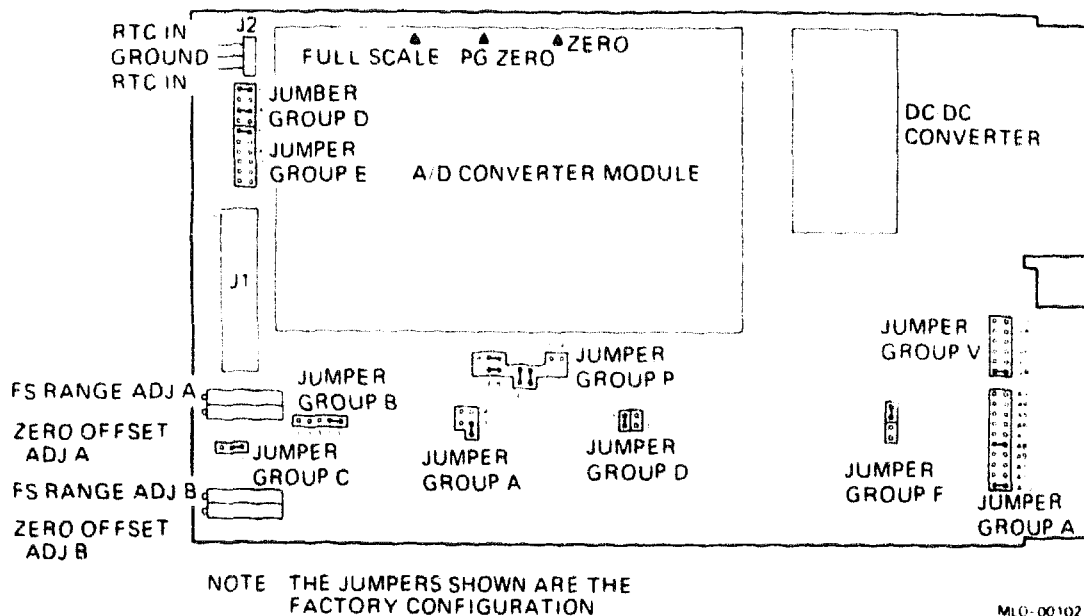 J2
RTC IN
GROUND
RTC IN
FULL SCALE PG ZERO ZERO
JUMBER
GROUP D
JUMPER
GROUP E
A/D CONVERTER MODULE
DC DC
CONVERTER
J1
JUMPER
GROUP V
JUMPER
GROUP P
FS RANGE ADJ A
JUMPER
GROUP B
ZERO OFFSET
ADJ A
JUMPER
GROUP C
JUMPER
GROUP A
JUMPER
GROUP D
JUMPER
GROUP F
JUMPER
GROUP A
FS RANGE ADJ B
ZERO OFFSET
ADJ B
NOTE THE JUMPERS SHOWN ARE THE
FACTORY CONFIGURATION
MLO-00102